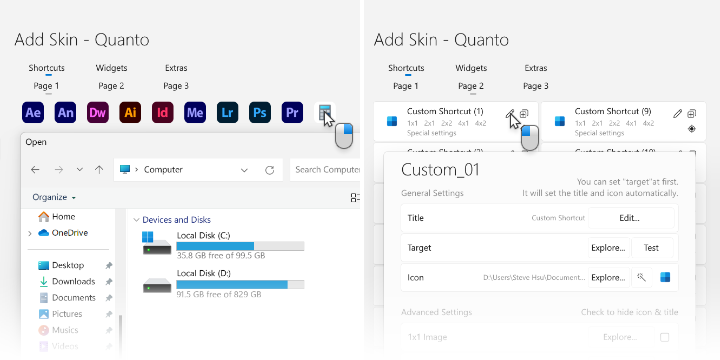 Add Skin - Quanto
Shortcuts Widgets Extras
Page 1 Page 2 Page 3
Ae An Dw Ai Id Me Lr Ps Pr
Open
Computer
Search Computer
Organize
Home
OneDrive
Desktop
Downloads
Documents
Pictures
Musics
Videos
Devices and Disks
Local Disk (C:)
35.8 GB free of 99.5 GB
Local Disk (D:)
91.5 GB free of 829 GB
Add Skin - Quanto
Shortcuts Widgets Extras
Page 1 Page 2 Page 3
Custom Shortcut (1)
1x1 2x1 2x2 4x1 4x2
Special settings
Custom Shortcut (9)
1x1 2x1 2x2 4x1 4x2
Special settings
Custom_01
You can set "target"at first.
General Settings
It will set the title and icon automatically.
Title Custom Shortcut Edit...
Target Explore... Test
Icon D:\Users\Steve Hsu\Document... Explore...
Advanced Settings Check to hide icon & title
1x1 Image Explore...